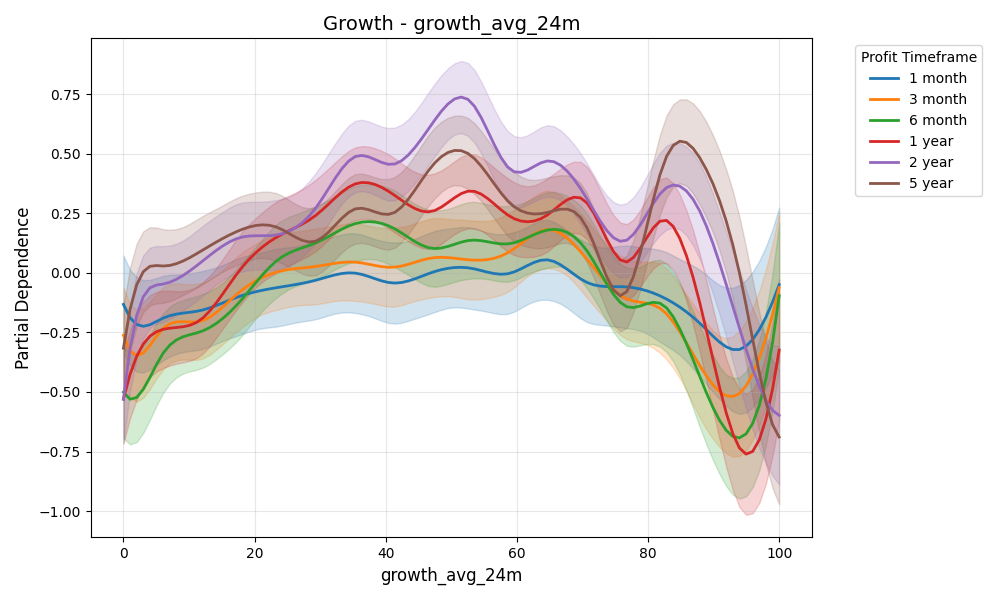 Growth - growth_avg_24m
Profit Timeframe
1 month
3 month
6 month
1 year
2 year
5 year
Partial Dependence
0.75
0.50
0.25
0.00
−0.25
−0.50
−0.75
−1.00
0 20 40 60 80 100
growth_avg_24m